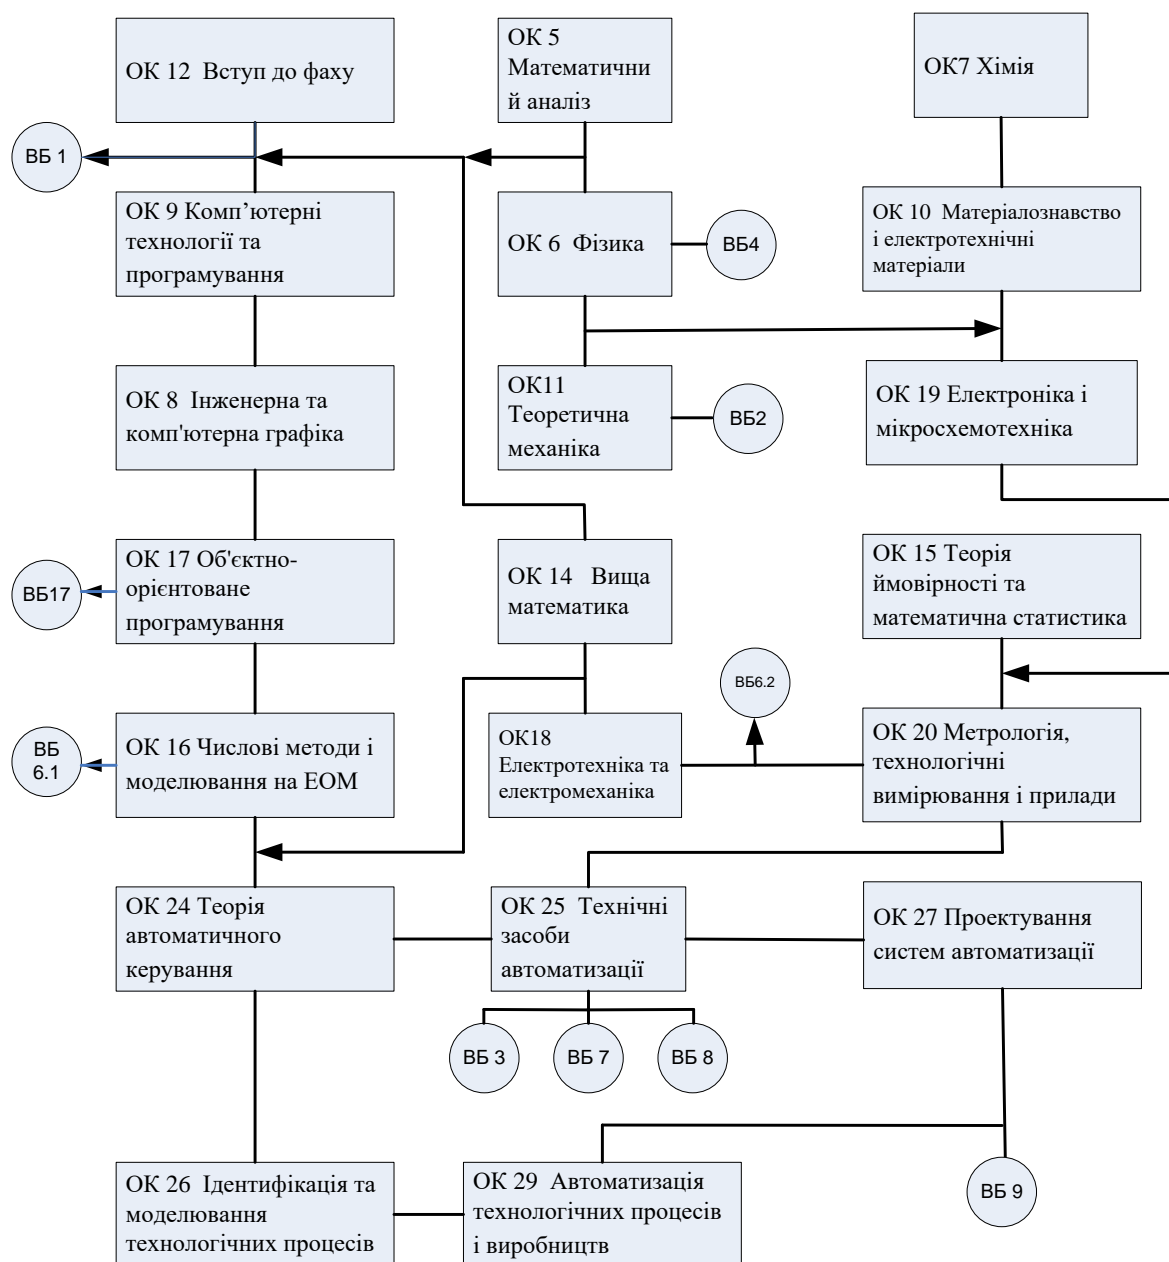 ОК 12 Вступ до фаху
ОК 5
Математични
й аналіз
ОК7 Хімія
ВБ 1
ОК 9 Комп’ютерні
технології та
програмування
ОК 6 Фізика
ВБ4
ОК 10 Матеріалознавство
і електротехнічні
матеріали
ОК 8 Інженерна та
комп'ютерна графіка
ОК11
Теоретична
механіка
ВБ2
ОК 19 Електроніка і
мікросхемотехніка
ВБ17
ОК 17 Об'єктно-
орієнтоване
програмування
ОК 14 Вища
математика
ОК 15 Теорія
ймовірності та
математична статистика
ВБ
6.1
ОК 16 Числові методи і
моделювання на ЕОМ
ОК18
Електротехніка та
електромеханіка
ВБ6.2
ОК 20 Метрологія,
технологічні
вимірювання і прилади
ОК 24 Теорія
автоматичного
керування
ОК 25 Технічні
засоби
автоматизації
ОК 27 Проектування
систем автоматизації
ВБ 3
ВБ 7
ВБ 8
ОК 26 Ідентифікація та
моделювання
технологічних процесів
ОК 29 Автоматизація
технологічних процесів
і виробництв
ВБ 9